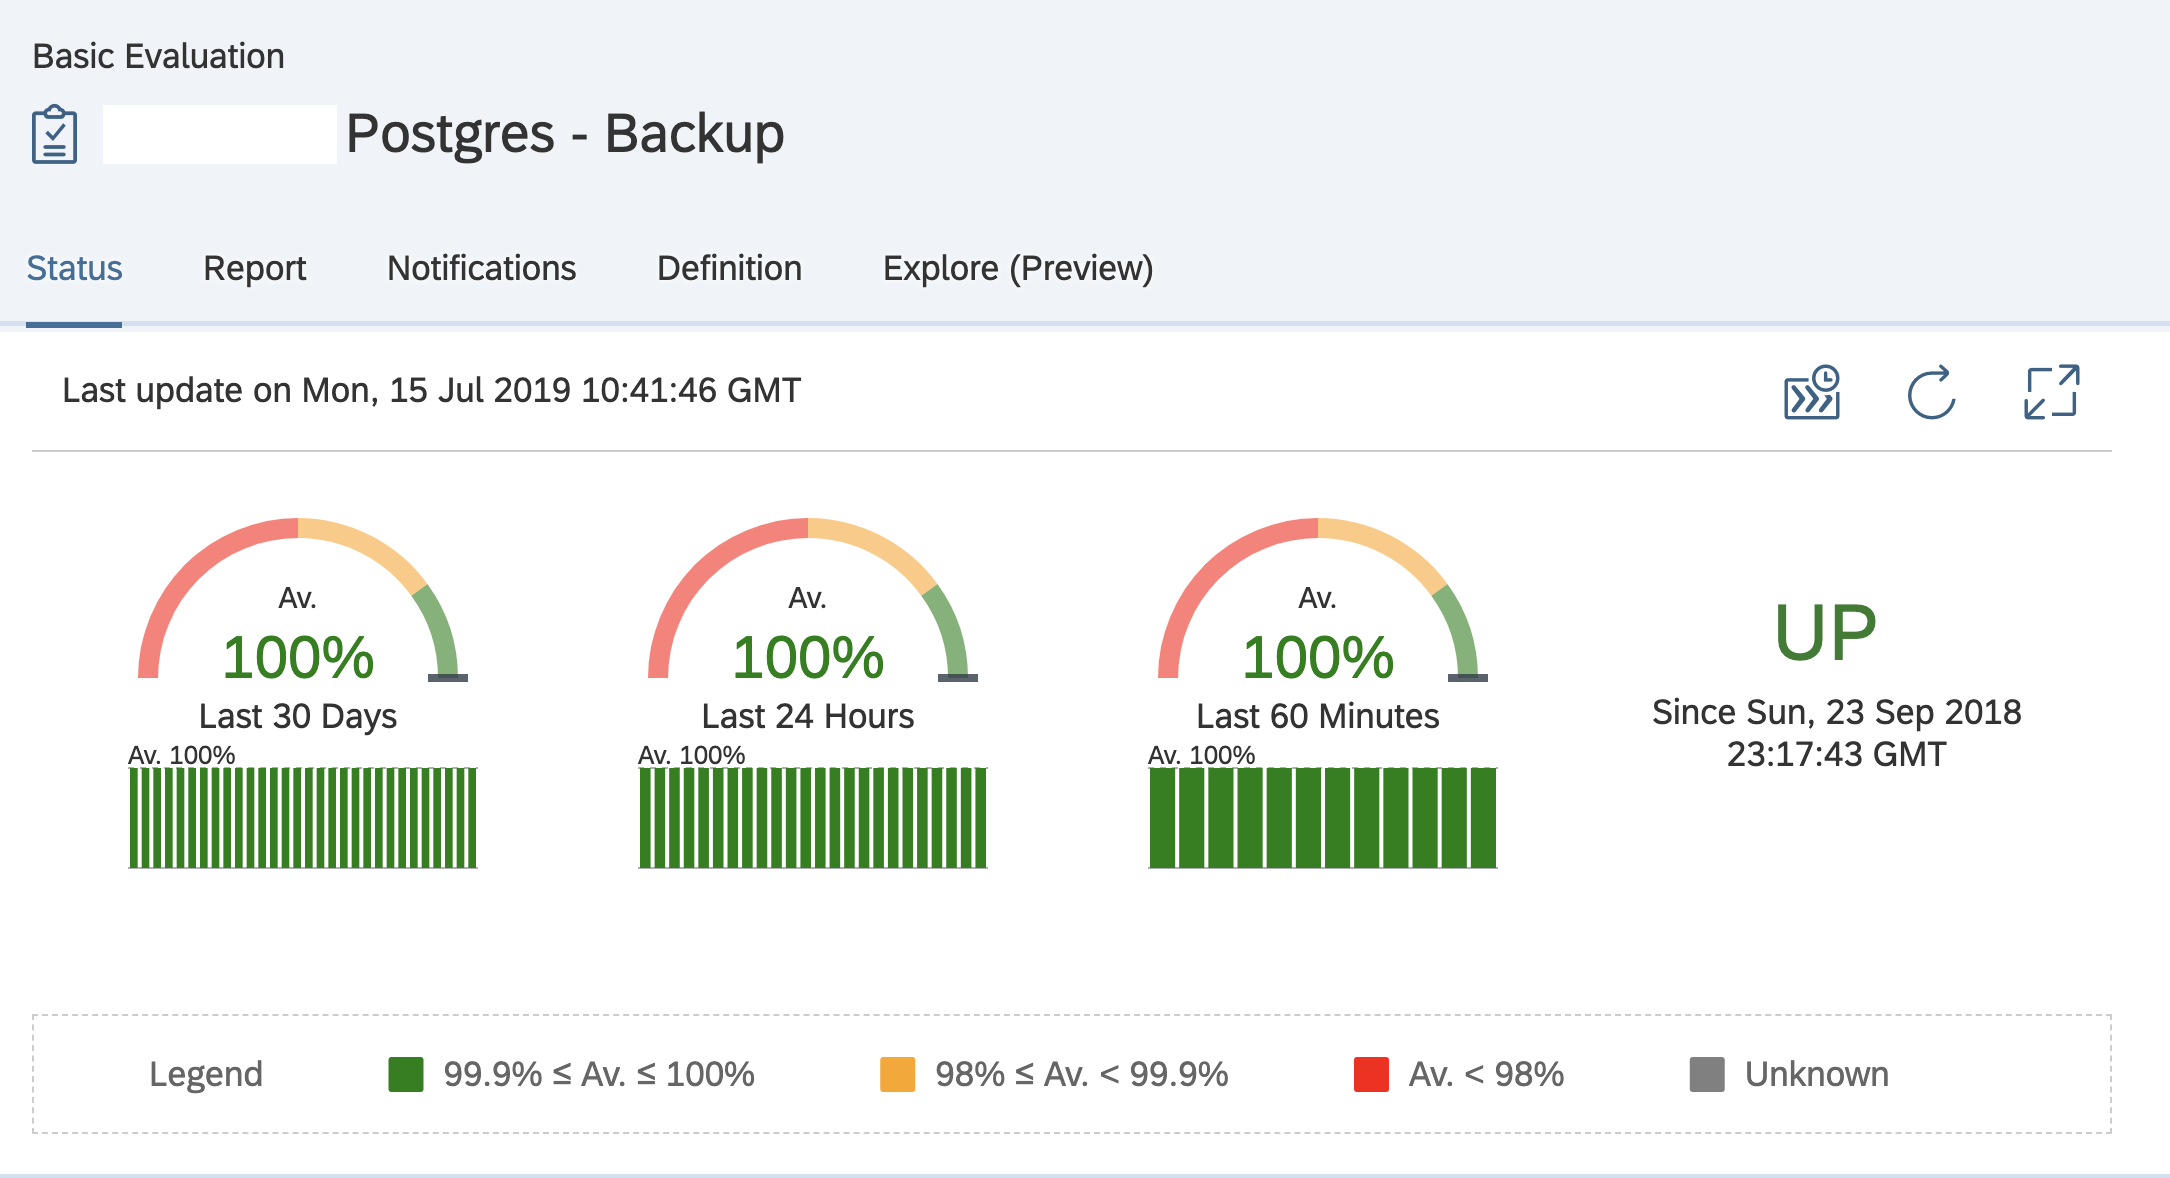 Basic Evaluation
Postgres - Backup
Status Report Notifications Definition Explore (Preview)
Last update on Mon, 15 Jul 2019 10:41:46 GMT
Av.
100%
Last 30 Days
Av. 100%
Av.
100%
Last 24 Hours
Av. 100%
Av.
100%
Last 60 Minutes
Av. 100%
UP
Since Sun, 23 Sep 2018
23:17:43 GMT
Legend 99.9% ≤ Av. ≤ 100% 98% ≤ Av. < 99.9% Av. < 98% Unknown